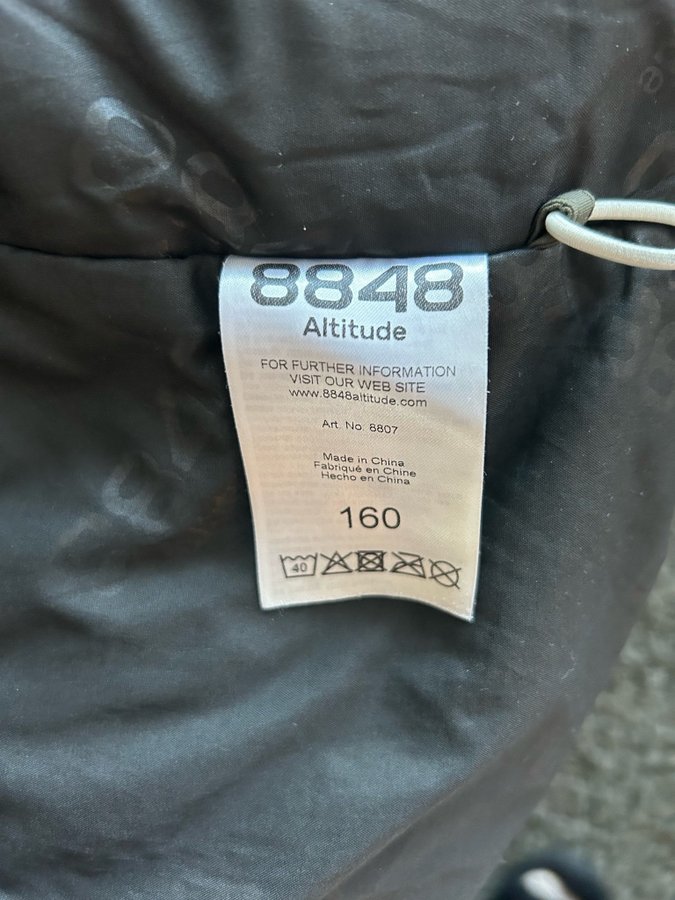 8848
Altitude
FOR FURTHER INFORMATION
VISIT OUR WEB SITE
www.8848altitude.com
Art. No. 8807
Made in China
Fabriqué en Chine
Hecho en China
160
40